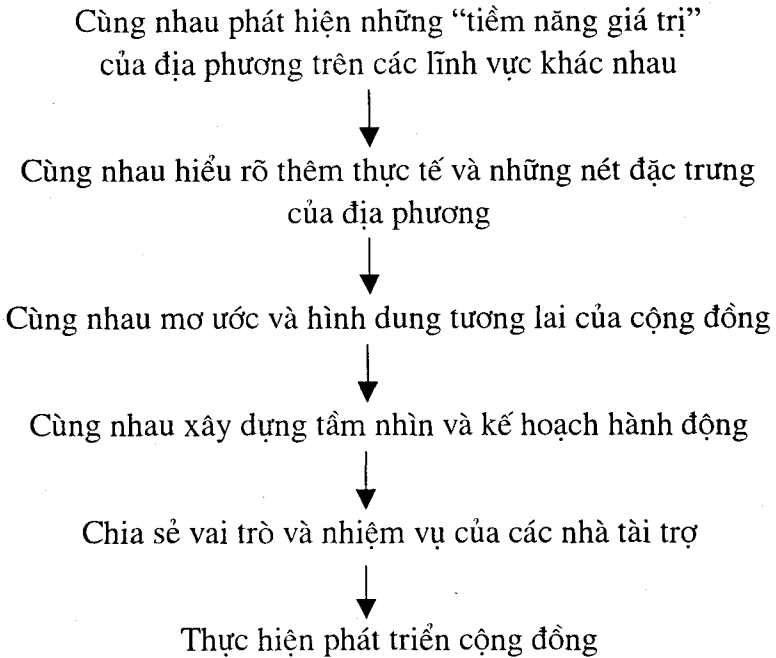 Cùng nhau phát hiện những “tiềm năng giá trị”
của địa phương trên các lĩnh vực khác nhau
Cùng nhau hiểu rõ thêm thực tế và những nét đặc trưng
của địa phương
Cùng nhau mơ ước và hình dung tương lai của cộng đồng
Cùng nhau xây dựng tầm nhìn và kế hoạch hành động
Chia sẻ vai trò và nhiệm vụ của các nhà tài trợ
Thực hiện phát triển cộng đồng